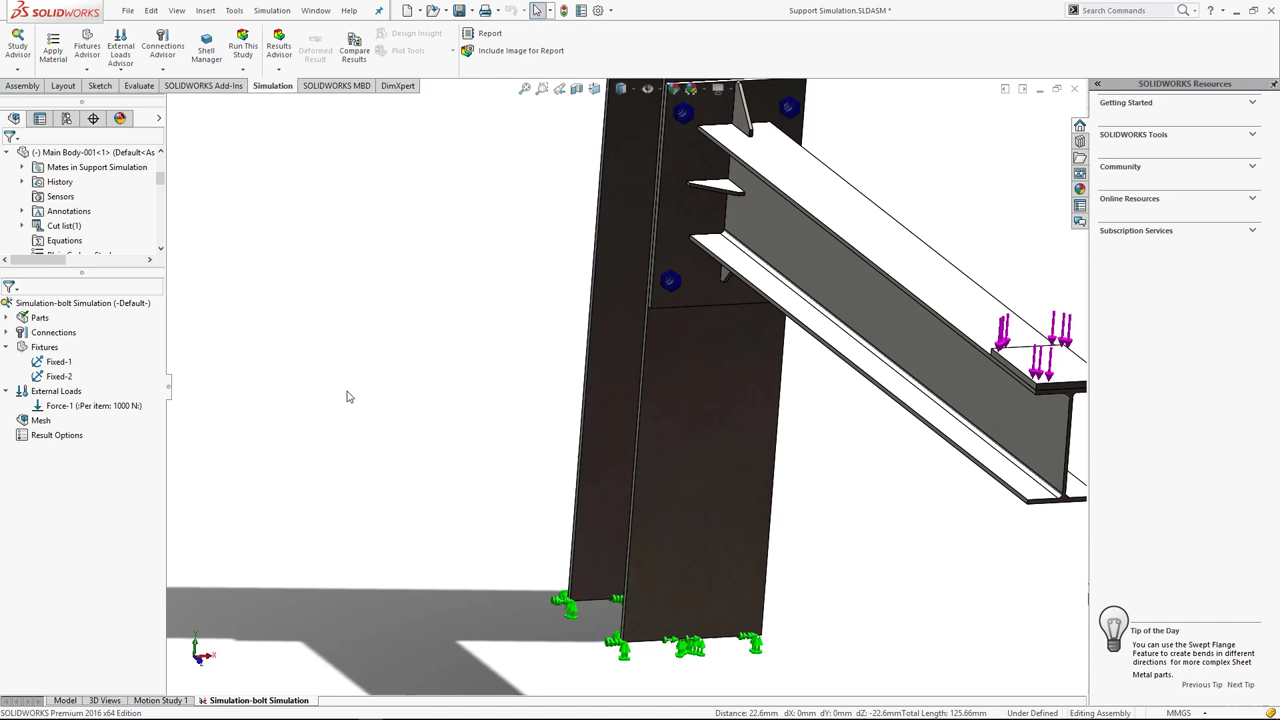 SOLIDWORKS File Edit View Insert Tools Simulation Window Help Support Simulation.SLDASM * Search Commands
Study Advisor
Apply Material
Fixtures Advisor
External Loads Advisor
Connections Advisor
Shell Manager
Run This Study
Results Advisor
Deformed Result
Compare Results
Design Insight
Plot Tools
Report
Include Image for Report
Assembly Layout Sketch Evaluate SOLIDWORKS Add-Ins Simulation SOLIDWORKS MBD DimXpert
(-) Main Body-001<1> (Default<As
Mates in Support Simulation
History
Sensors
Annotations
Cut list(1)
Equations
Simulation-bolt Simulation (-Default-)
Parts
Connections
Fixtures
Fixed-1
Fixed-2
External Loads
Force-1 (:Per item: 1000 N:)
Mesh
Result Options
Y
X
Z
SOLIDWORKS Resources
Getting Started
SOLIDWORKS Tools
Community
Online Resources
Subscription Services
Tip of the Day
You can use the Swept Flange
Feature to create bends in different
directions for more complex Sheet
Metal parts.
Previous Tip Next Tip
Model 3D Views Motion Study 1 Simulation-bolt Simulation
SOLIDWORKS Premium 2016 x64 Edition Distance: 22.6mm dX: 0mm dY: 0mm dZ: -22.6mm Total Length: 125.66mm Under Defined Editing Assembly MMGS